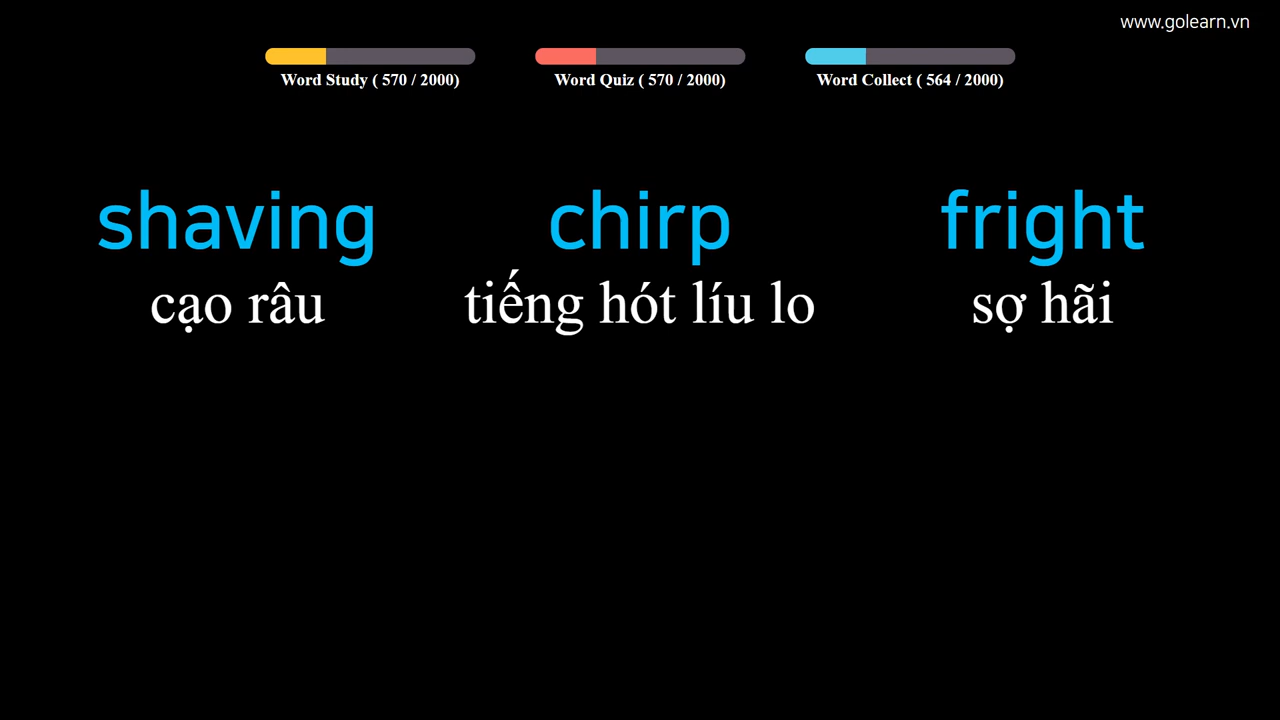 www.golearn.vn
Word Study ( 570 / 2000)
Word Quiz ( 570 / 2000)
Word Collect ( 564 / 2000)
shaving
cạo râu
chirp
tiếng hót líu lo
fright
sợ hãi